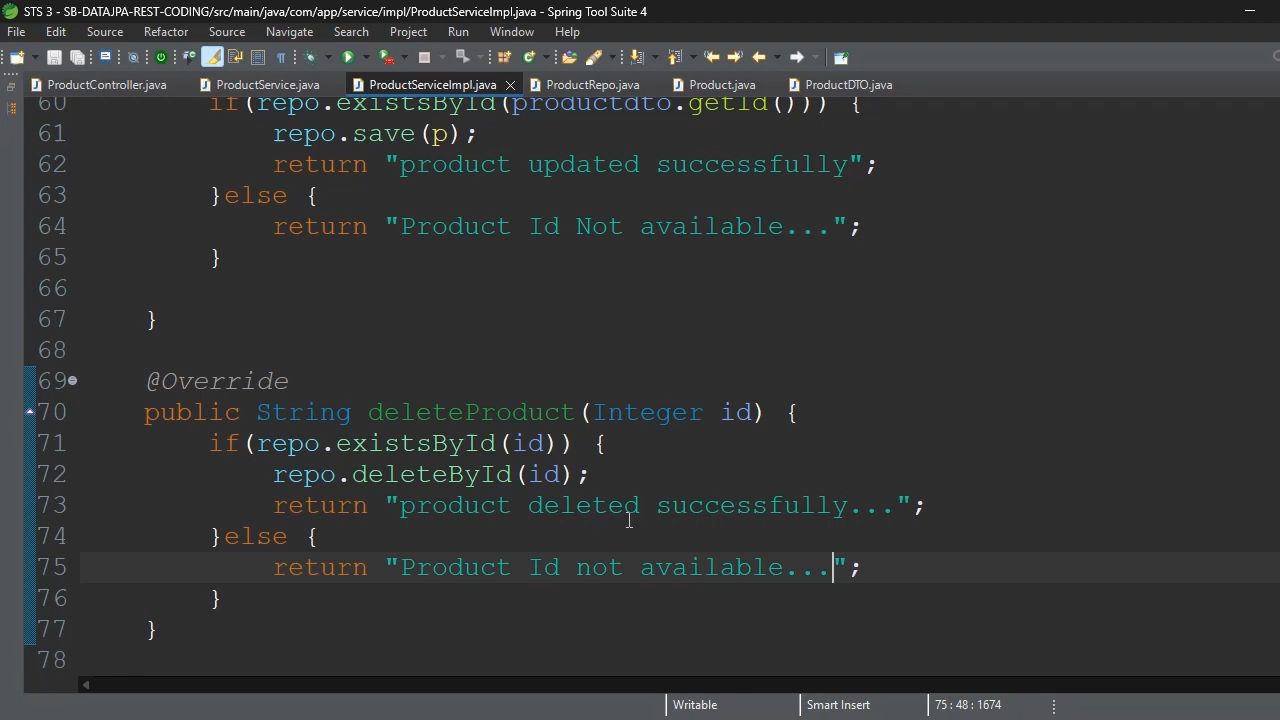 STS 3 - SB-DATAJPA-REST-CODING/src/main/java/com/app/service/impl/ProductServiceImpl.java - Spring Tool Suite 4
File Edit Source Refactor Source Navigate Search Project Run Window Help
ProductController.java ProductService.java ProductServiceImpl.java ProductRepo.java Product.java ProductDTO.java
60 if(repo.existsById(productdto.getId())) {
61 repo.save(p);
62 return "product updated successfully";
63 }else {
64 return "Product Id Not available...";
65 }
66
67 }
68
69 @Override
70 public String deleteProduct(Integer id) {
71 if(repo.existsById(id)) {
72 repo.deleteById(id);
73 return "product deleted successfully...";
74 }else {
75 return "Product Id not available...";
76 }
77 }
78
Writable Smart Insert 75 : 48 : 1674